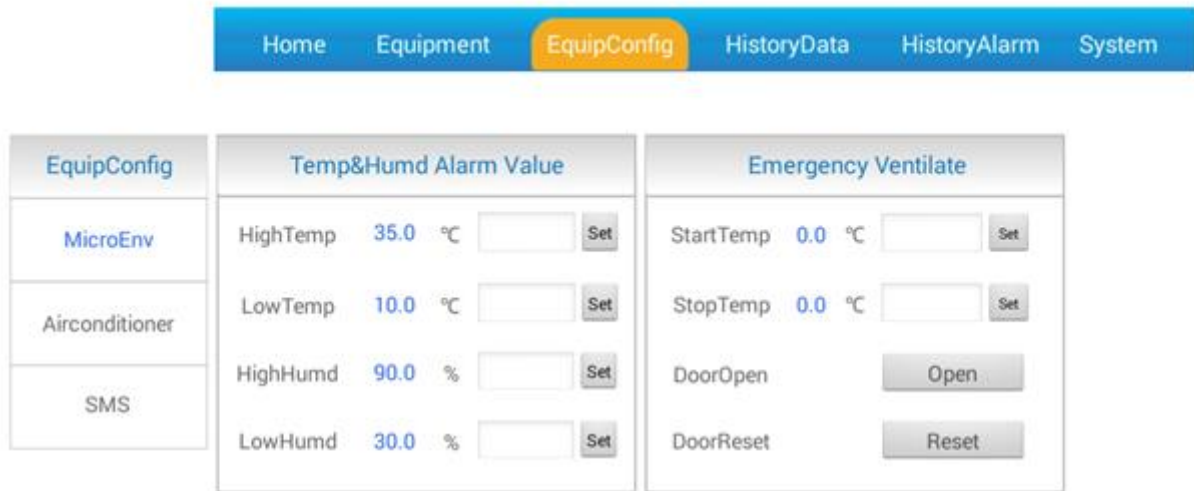 Home Equipment EquipConfig HistoryData HistoryAlarm System
EquipConfig
MicroEnv
Airconditioner
SMS
Temp&Humd Alarm Value
HighTemp 35.0 ℃ Set
LowTemp 10.0 ℃ Set
HighHumd 90.0 % Set
LowHumd 30.0 % Set
Emergency Ventilate
StartTemp 0.0 ℃ Set
StopTemp 0.0 ℃ Set
DoorOpen Open
DoorReset Reset